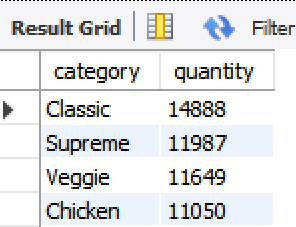 Result Grid Filter
category quantity
Classic 14888
Supreme 11987
Veggie 11649
Chicken 11050